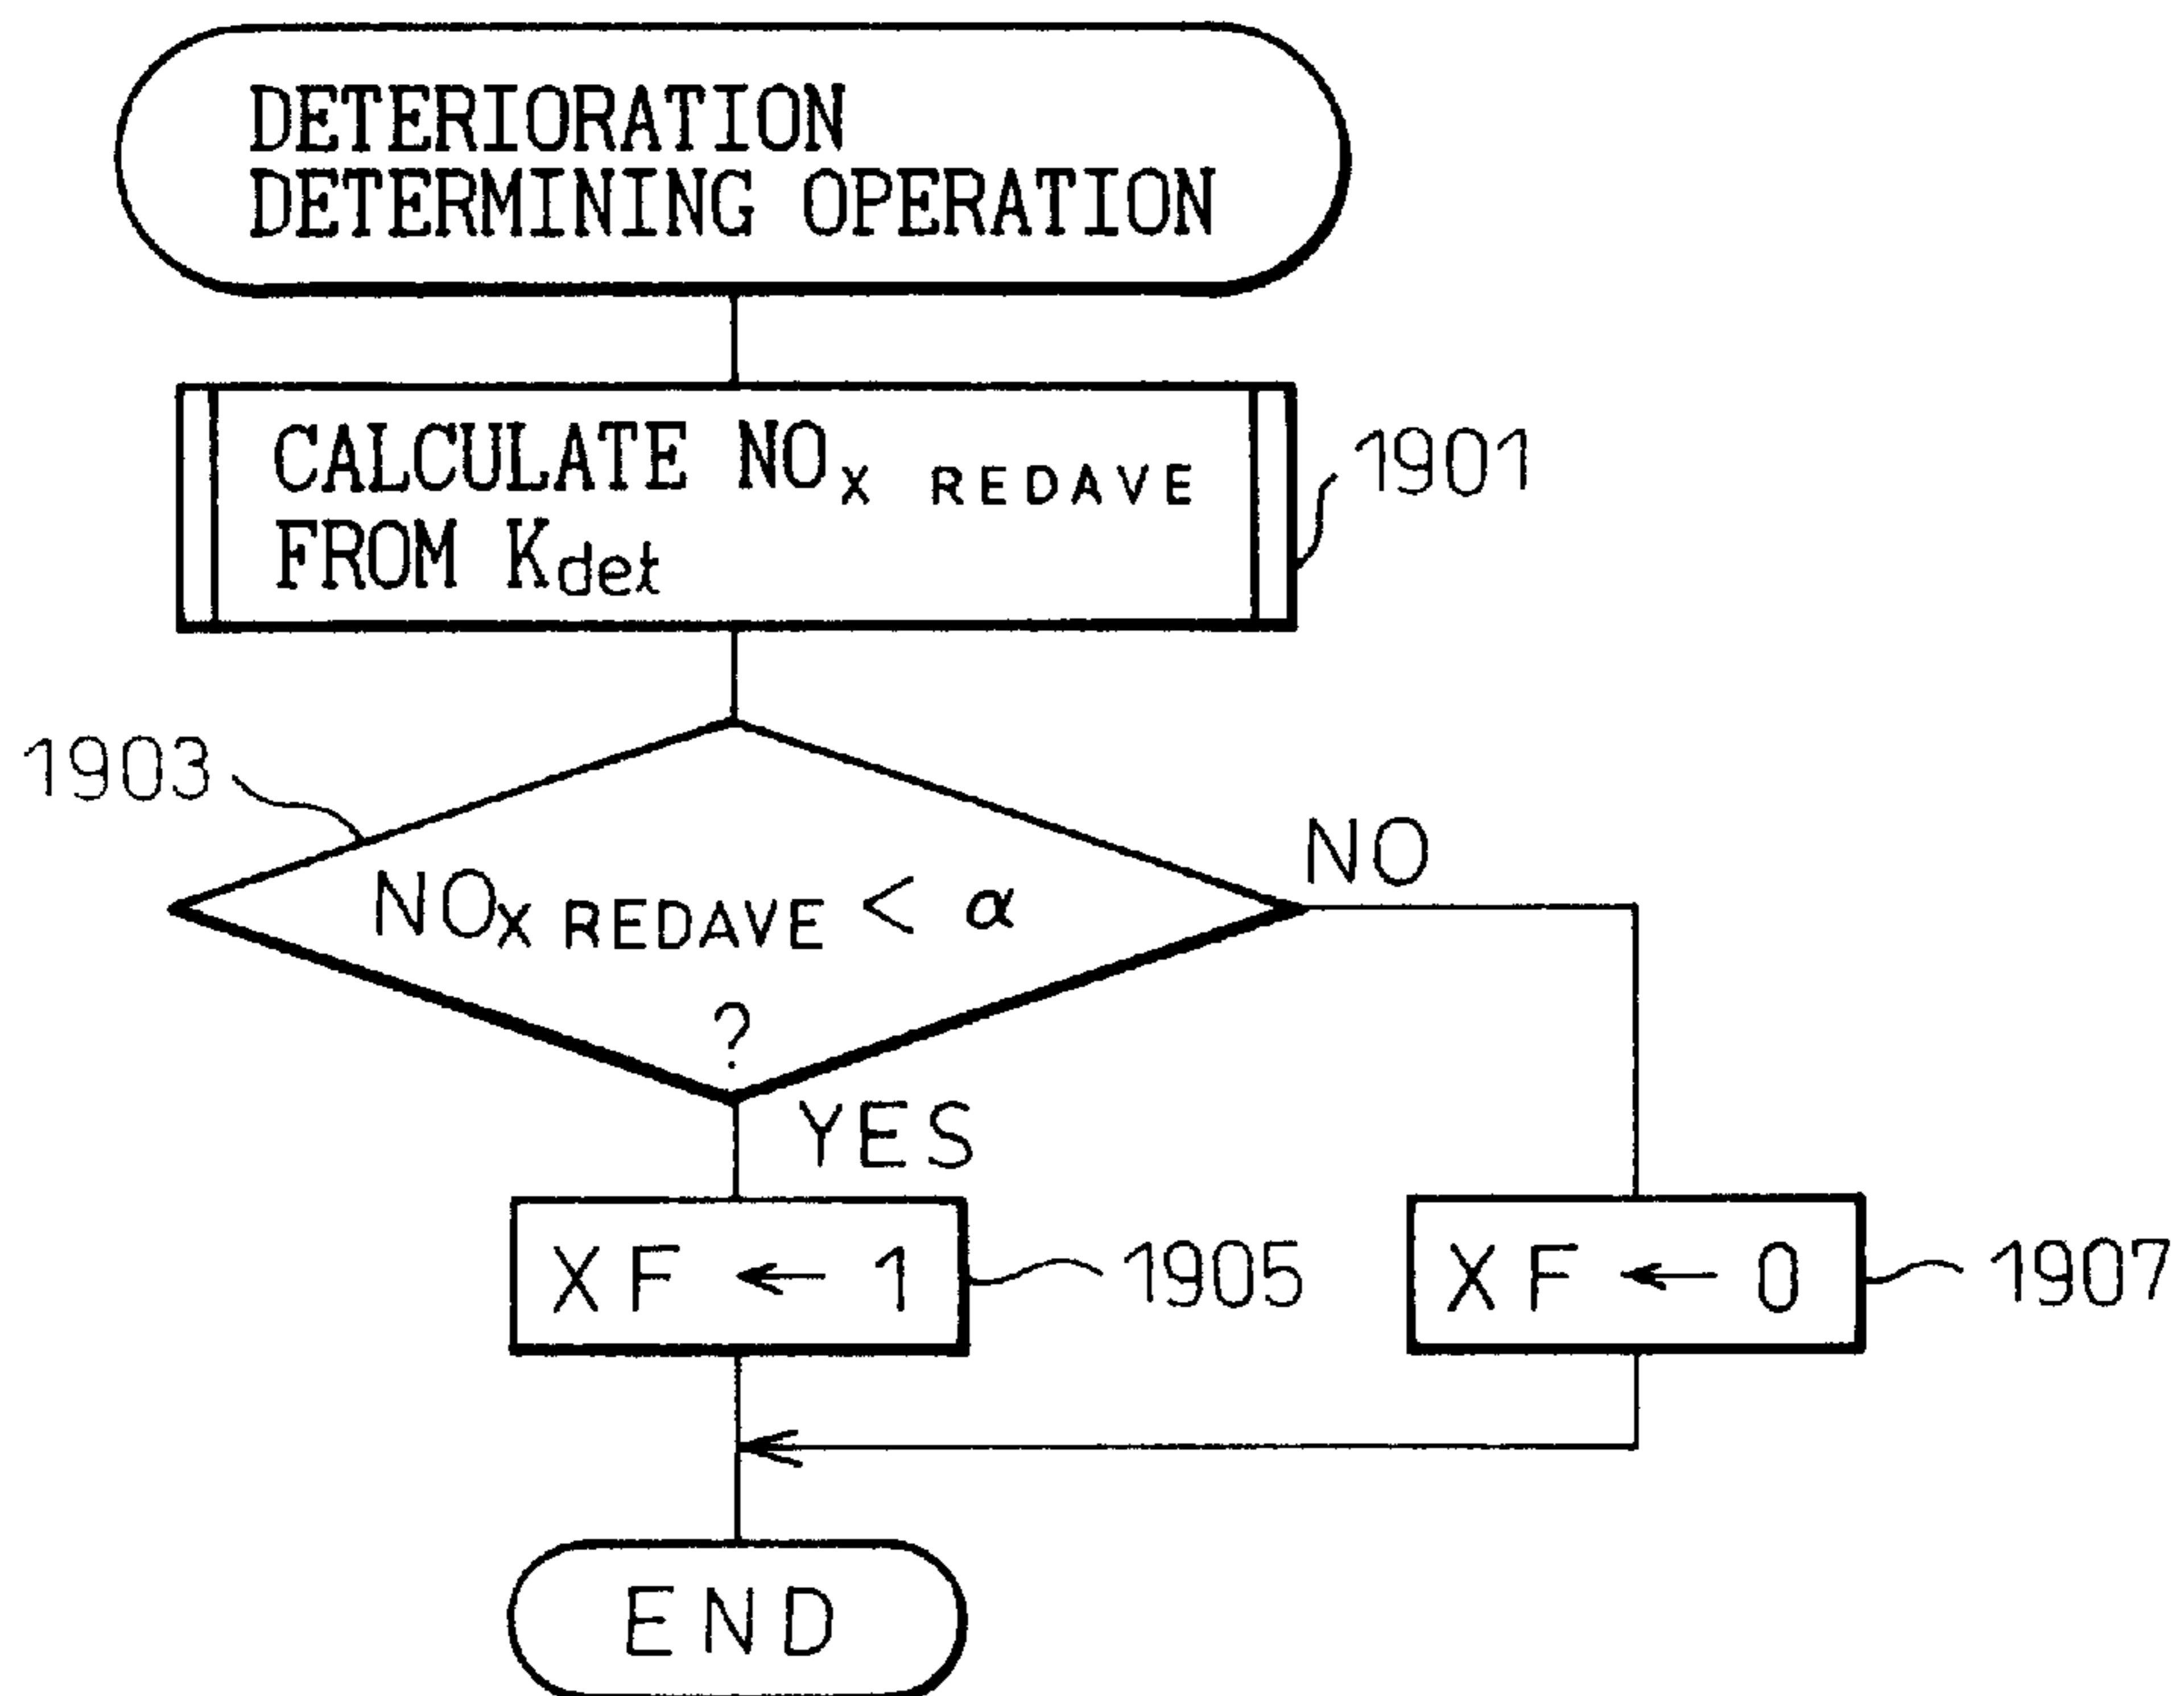 DETERIORATION
DETERMINING OPERATION
CALCULATE NOX REDAVE
FROM Kdet
1901
1903
NOX REDAVE < α
?
NO
YES
XF ← 1
1905
XF ← 0
1907
END